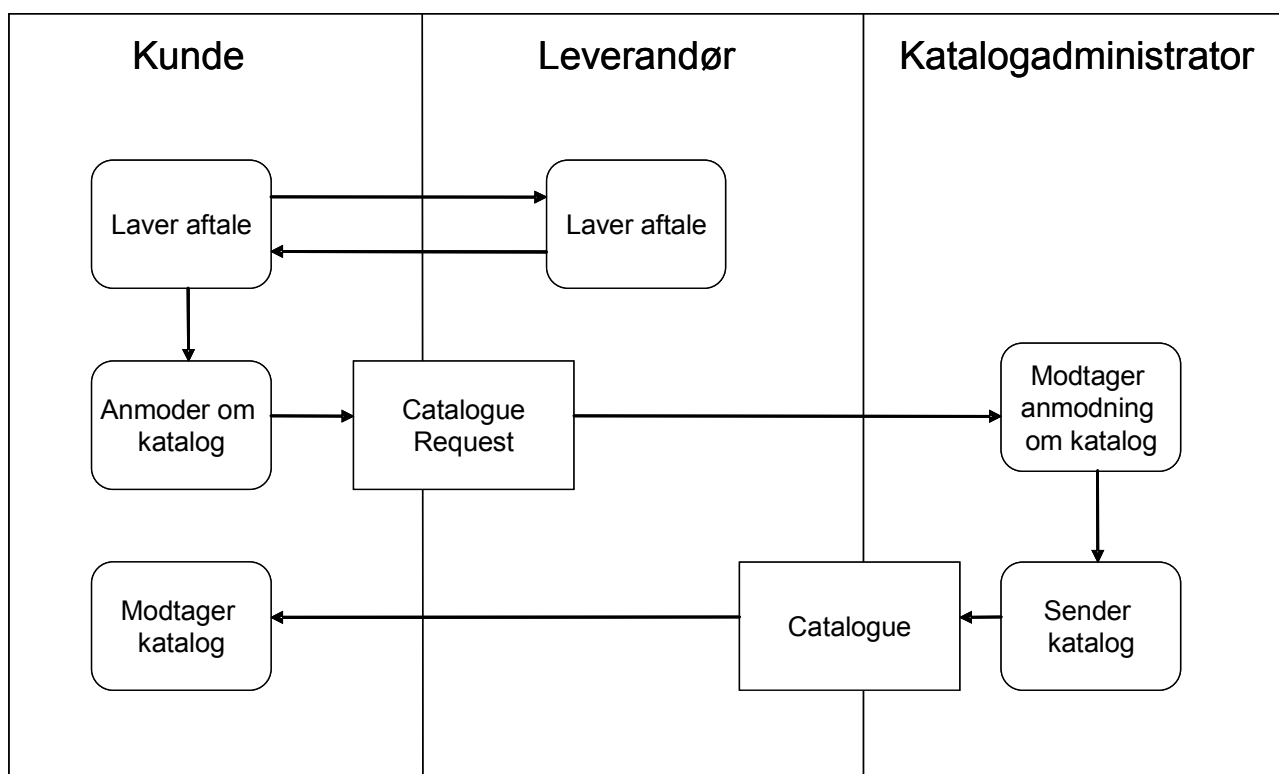 Kunde
Leverandør
Katalogadministrator
Laver aftale
Laver aftale
Anmoder om
katalog
Catalogue
Request
Modtager
anmodning
om katalog
Modtager
katalog
Catalogue
Sender
katalog